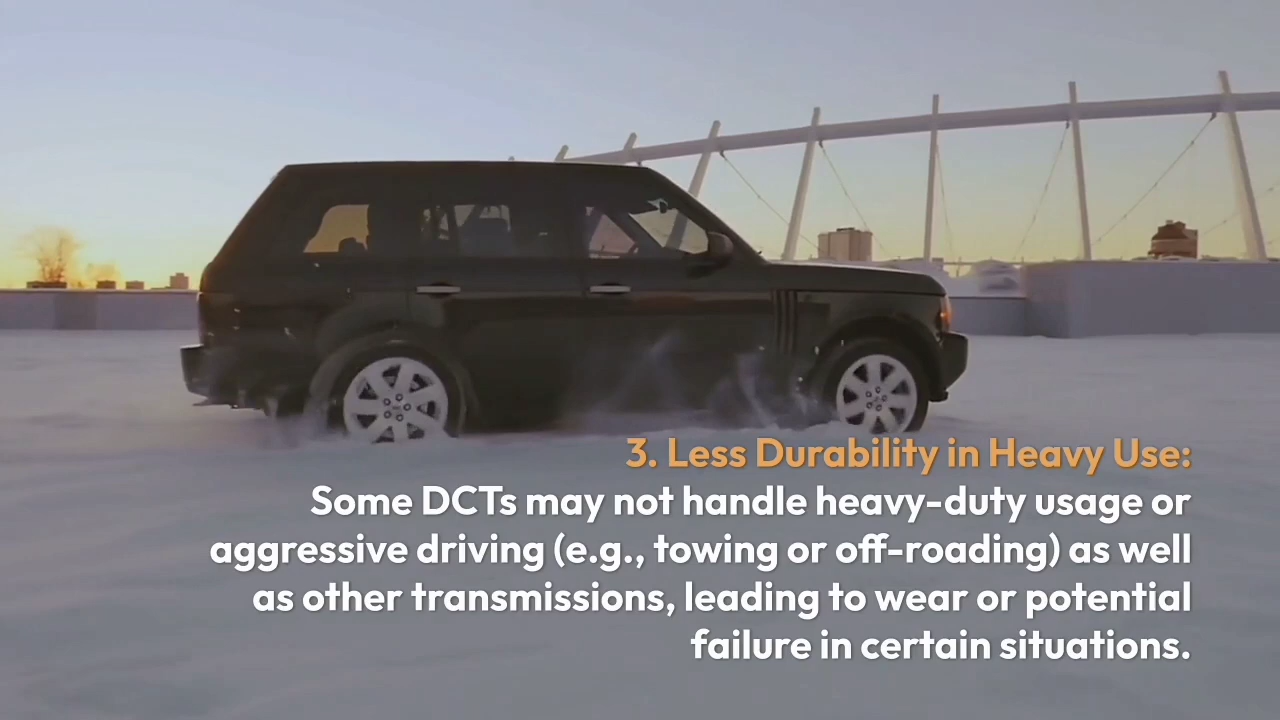 3. Less Durability in Heavy Use:
Some DCTs may not handle heavy-duty usage or
aggressive driving (e.g., towing or off-roading) as well
as other transmissions, leading to wear or potential
failure in certain situations.